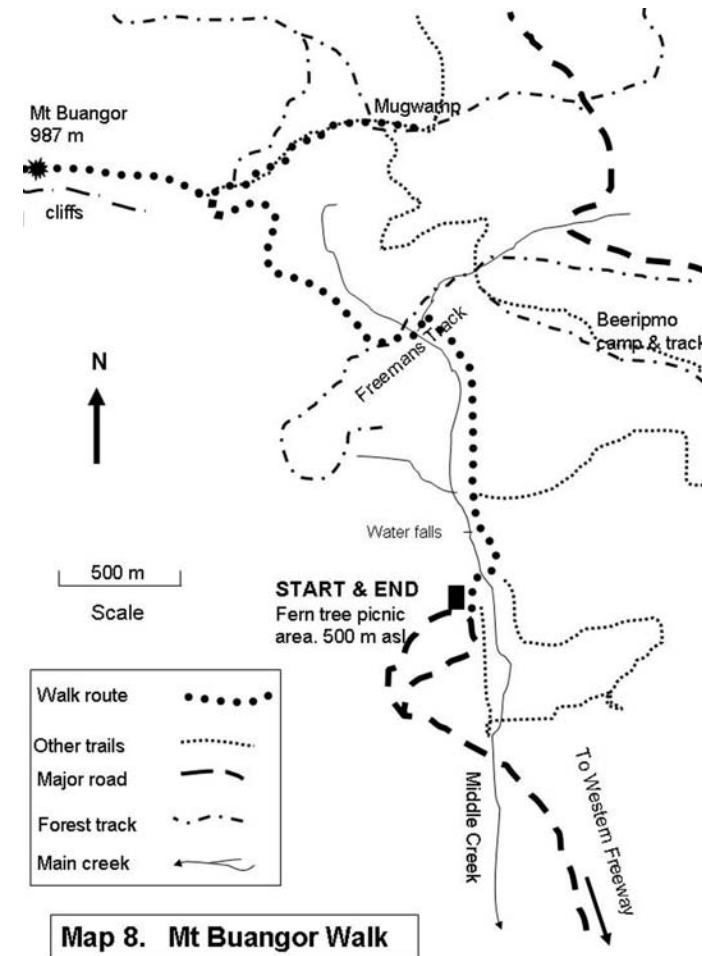 Mugwamp
Mt Buangor
987 m
cliffs
Beeripmo
camp & track
Freemans Track
N
Water falls
500 m
Scale
START & END
Fern tree picnic
area. 500 m asl
Walk route
Other trails
Major road
Forest track
Main creek
Middle Creek
To Western Freeway
Map 8. Mt Buangor Walk